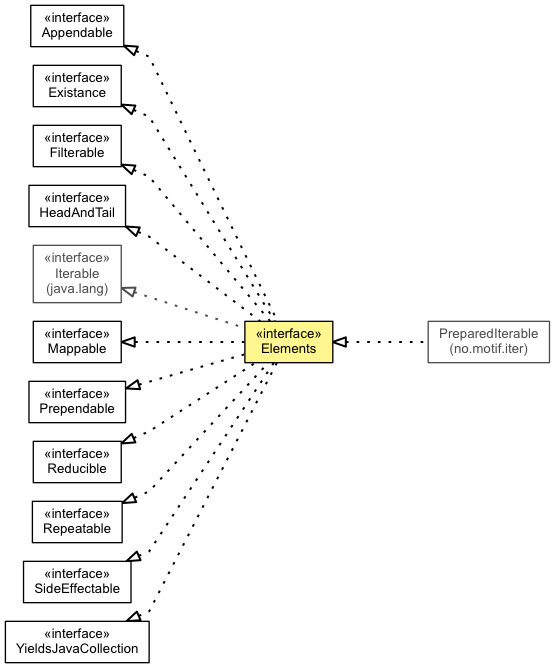 «interface»
Appendable
«interface»
Existance
«interface»
Filterable
«interface»
HeadAndTail
«interface»
Iterable
(java.lang)
«interface»
Mappable
«interface»
Elements
PreparedIterable
(no.motif.iter)
«interface»
Prependable
«interface»
Reducible
«interface»
Repeatable
«interface»
SideEffectable
«interface»
YieldsJavaCollection